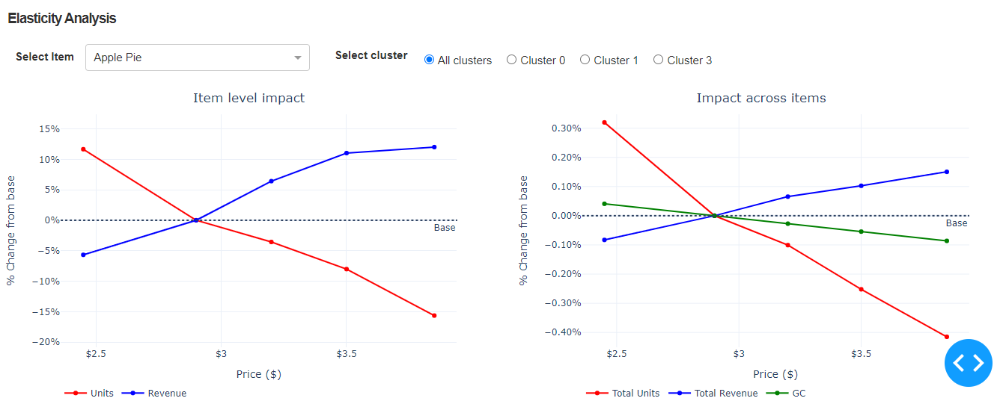 Elasticity Analysis
Select Item
Apple Pie
Select cluster
All clusters
Cluster 0
Cluster 1
Cluster 3
Item level impact
15%
10%
5%
0%
−5%
−10%
−15%
−20%
% Change from base
Base
$2.5
$3
$3.5
Price ($)
Units
Revenue
Impact across items
0.30%
0.20%
0.10%
0.00%
−0.10%
−0.20%
−0.30%
−0.40%
% Change from base
Base
$2.5
$3
$3.5
Price ($)
Total Units
Total Revenue
GC